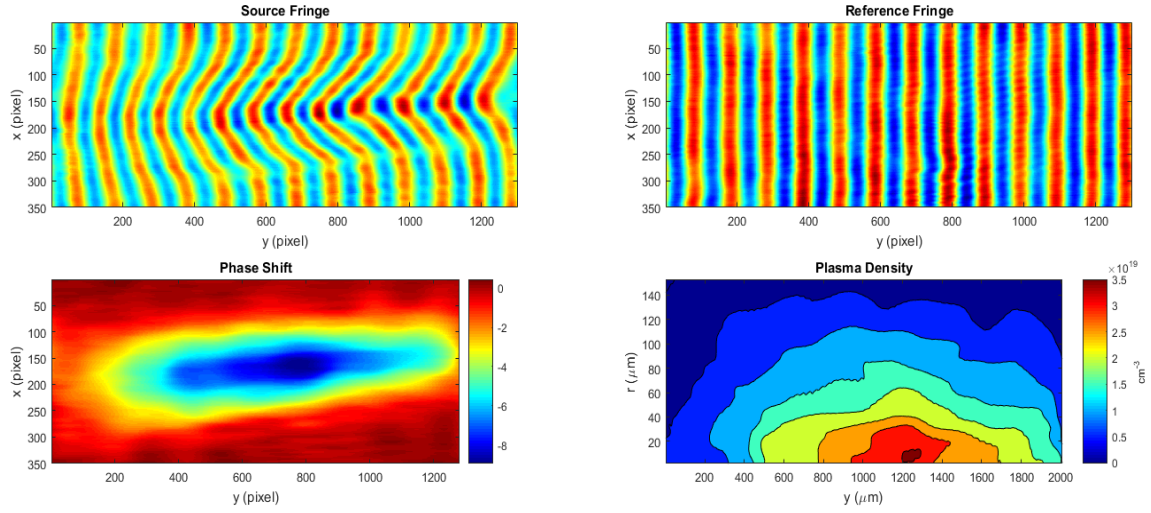 Source Fringe
50
100
150
200
250
300
350
x (pixel)
200 400 600 800 1000 1200
y (pixel)
Reference Fringe
50
100
150
200
250
300
350
x (pixel)
200 400 600 800 1000 1200
y (pixel)
Phase Shift
50
100
150
200
250
300
350
x (pixel)
200 400 600 800 1000 1200
y (pixel)
0
-2
-4
-6
-8
Plasma Density
140
120
100
80
60
40
20
r (μm)
200 400 600 800 1000 1200 1400 1600 1800 2000
y (μm)
×10¹⁹
3.5
3
2.5
2
1.5
1
0.5
0
cm⁻³